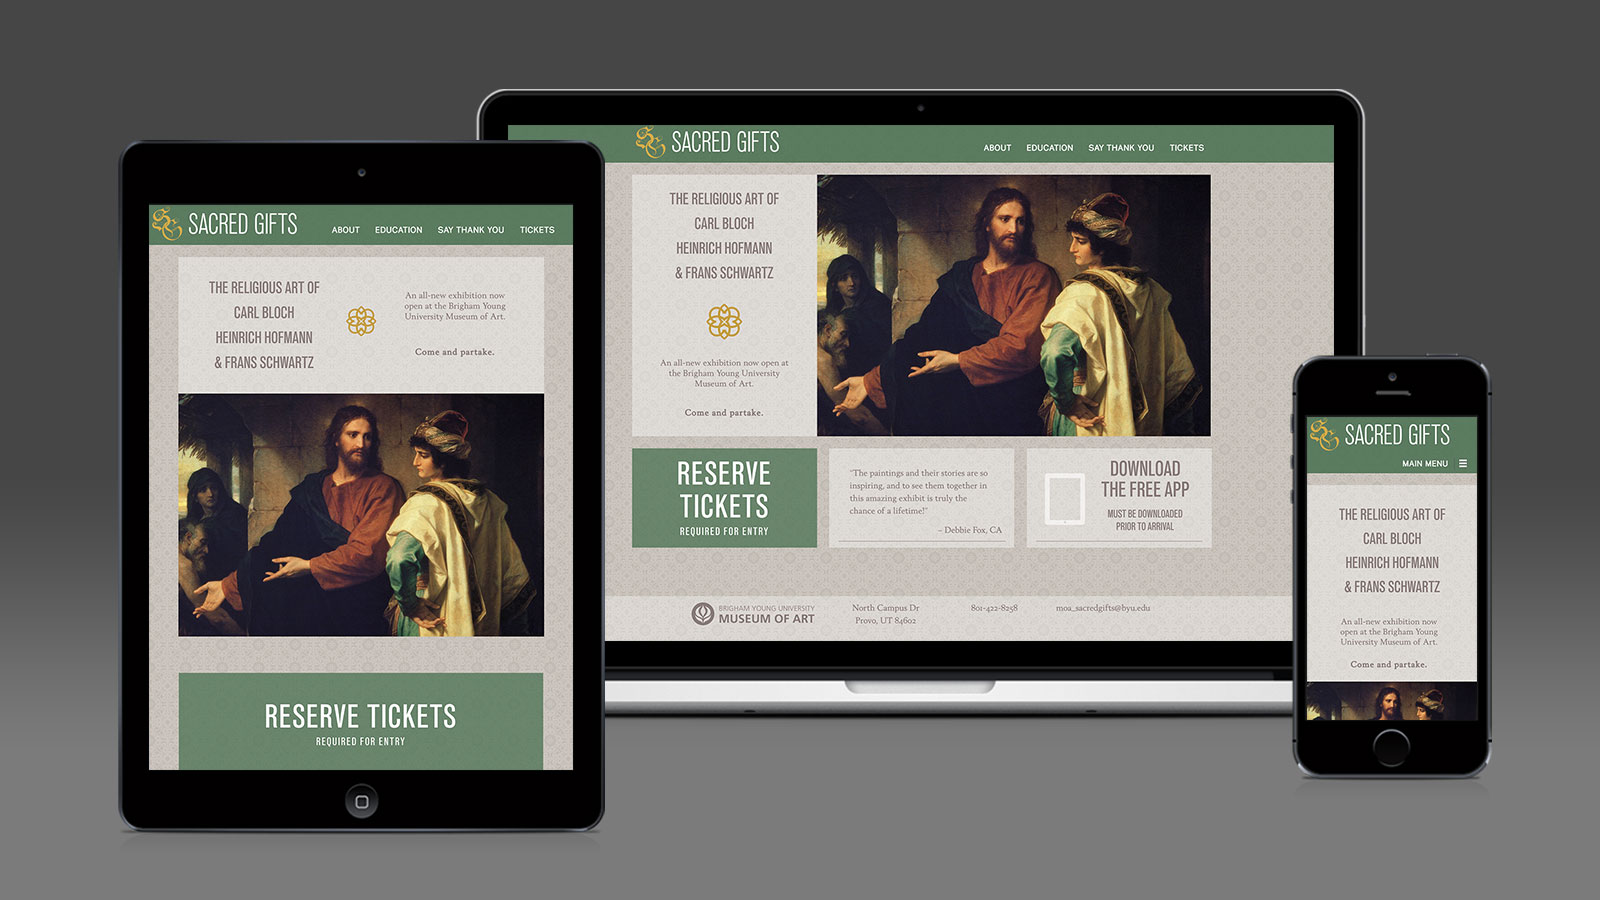 SACRED GIFTS
ABOUT EDUCATION SAY THANK YOU TICKETS
THE RELIGIOUS ART OF
CARL BLOCH
HEINRICH HOFMANN
& FRANS SCHWARTZ
An all-new exhibition now
open at the Brigham Young
University Museum of Art.
Come and partake.
RESERVE TICKETS
REQUIRED FOR ENTRY
SACRED GIFTS
ABOUT EDUCATION SAY THANK YOU TICKETS
THE RELIGIOUS ART OF
CARL BLOCH
HEINRICH HOFMANN
& FRANS SCHWARTZ
An all-new exhibition now open at
the Brigham Young University
Museum of Art.
Come and partake.
RESERVE
TICKETS
REQUIRED FOR ENTRY
"The paintings and their stories are so
inspiring, and to see them together in
this amazing exhibit is truly the
chance of a lifetime!"
– Debbie Fox, CA
DOWNLOAD
THE FREE APP
MUST BE DOWNLOADED
PRIOR TO ARRIVAL
BRIGHAM YOUNG UNIVERSITY
MUSEUM OF ART
North Campus Dr
Provo, UT 84602
801-422-8258
moa_sacredgifts@byu.edu
SACRED GIFTS
MAIN MENU
THE RELIGIOUS ART OF
CARL BLOCH
HEINRICH HOFMANN
& FRANS SCHWARTZ
An all-new exhibition now
open at the Brigham Young
University Museum of Art.
Come and partake.